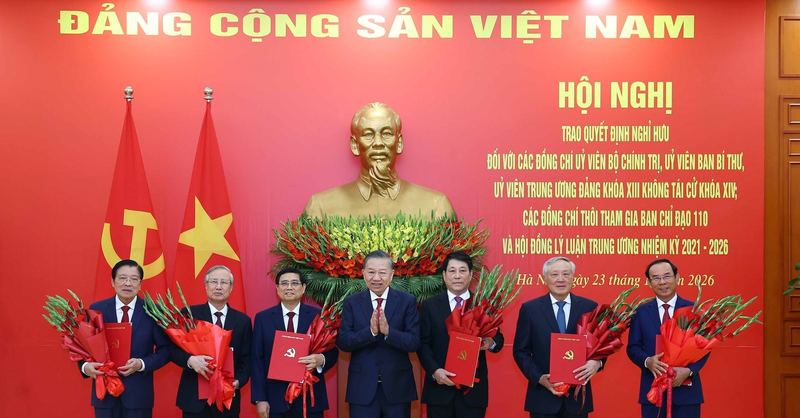 ĐẢNG CỘNG SẢN VIỆT NAM
HỘI NGHỊ
TRAO QUYẾT ĐỊNH NGHỈ HƯU
ĐỐI VỚI CÁC ĐỒNG CHÍ UỶ VIÊN BỘ CHÍNH TRỊ, UỶ VIÊN BAN BÍ THƯ,
UỶ VIÊN TRUNG ƯƠNG ĐẢNG KHÓA XIII KHÔNG TÁI CỬ KHÓA XIV;
CÁC ĐỒNG CHÍ THÔI THAM GIA BAN CHỈ ĐẠO 110
VÀ HỘI ĐỒNG LÝ LUẬN TRUNG ƯƠNG NHIỆM KỲ 2021 - 2026
Hà N 23 tháng 2026